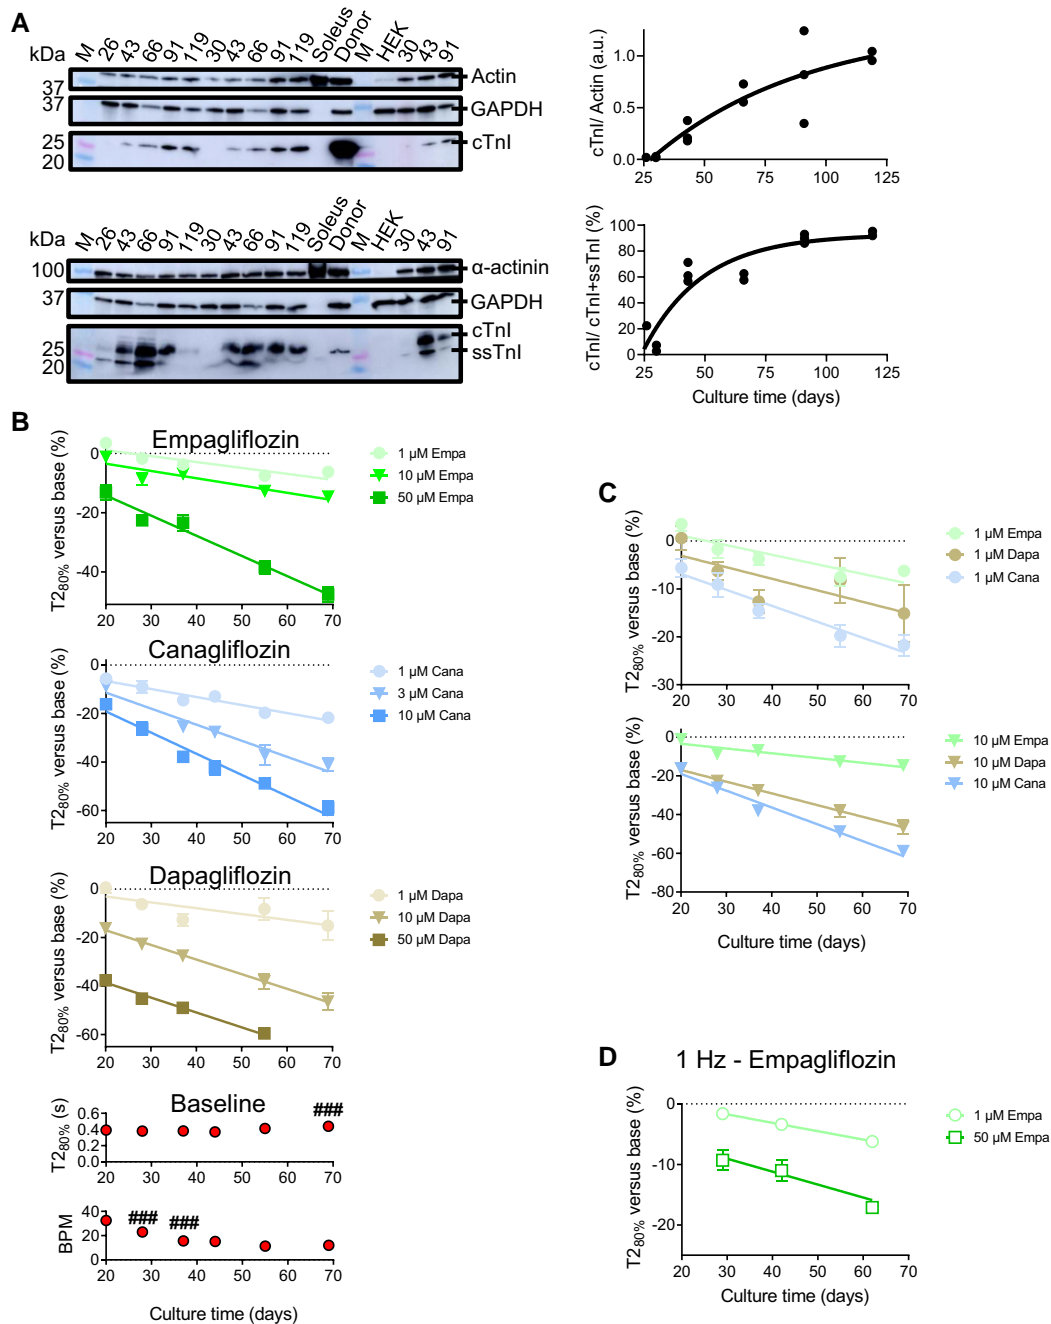 A
kDa M 26 43 66 91 119 30 43 66 91 119 Soleus Donor M HEK 30 43 91
37 Actin
37 GAPDH
25 cTnI
20
kDa M 26 43 66 91 119 30 43 66 91 119 Soleus Donor M HEK 30 43 91
100 α-actinin
37 GAPDH
cTnI
25 ssTnI
20
cTnI/ Actin (a.u.)
1.0
0.5
0.0
25 50 75 100 125
cTnI/ cTnI+ssTnI (%)
100
80
60
40
20
0
25 50 75 100 125
Culture time (days)
B
Empagliflozin
T280% versus base (%)
0
-20
-40
20 30 40 50 60 70
1 µM Empa
10 µM Empa
50 µM Empa
Canagliflozin
T280% versus base (%)
0
-20
-40
-60
20 30 40 50 60 70
1 µM Cana
3 µM Cana
10 µM Cana
Dapagliflozin
T280% versus base (%)
0
-20
-40
-60
20 30 40 50 60 70
1 µM Dapa
10 µM Dapa
50 µM Dapa
Baseline
T280% (s)
0.6
0.4
0.2
0.0
###
20 30 40 50 60 70
BPM
40
20
0
### ###
20 30 40 50 60 70
Culture time (days)
C
T280% versus base (%)
0
-10
-20
-30
20 30 40 50 60 70
1 µM Empa
1 µM Dapa
1 µM Cana
T280% versus base (%)
0
-20
-40
-60
-80
20 30 40 50 60 70
10 µM Empa
10 µM Dapa
10 µM Cana
Culture time (days)
D
1 Hz - Empagliflozin
T280% versus base (%)
0
-10
-20
20 30 40 50 60 70
1 µM Empa
50 µM Empa
Culture time (days)